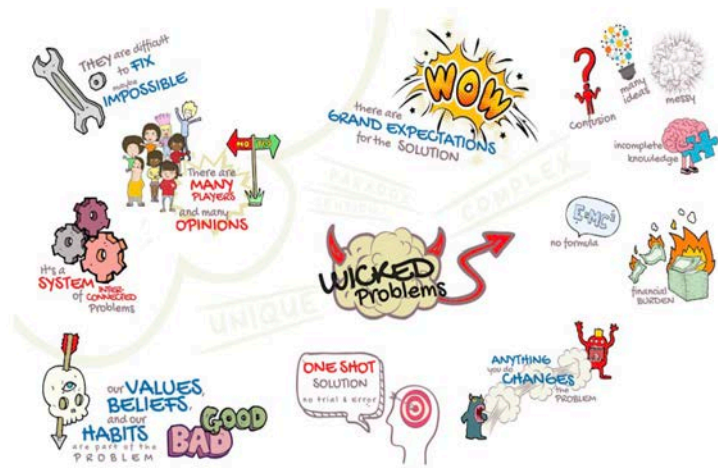 THEY are difficult
to FIX
maybe
IMPOSSIBLE
WOW
there are
GRAND EXPECTATIONS
for the SOLUTION
confusion
many
ideas
messy
incomplete
knowledge
NO
YES
There are
MANY
PLAYERS
and many
OPINIONS
It's a
SYSTEM
of INTER-
CONNECTED
Problems
COMPLEX
UNIQUE
WICKED
Problems
E=MC²
no formula
financial
BURDEN
our VALUES,
BELIEFS,
and our
HABITS
are part of the
PROBLEM
GOOD
BAD
ONE SHOT
SOLUTION
no trial & error
ANYTHING
you do
CHANGES
the
PROBLEM